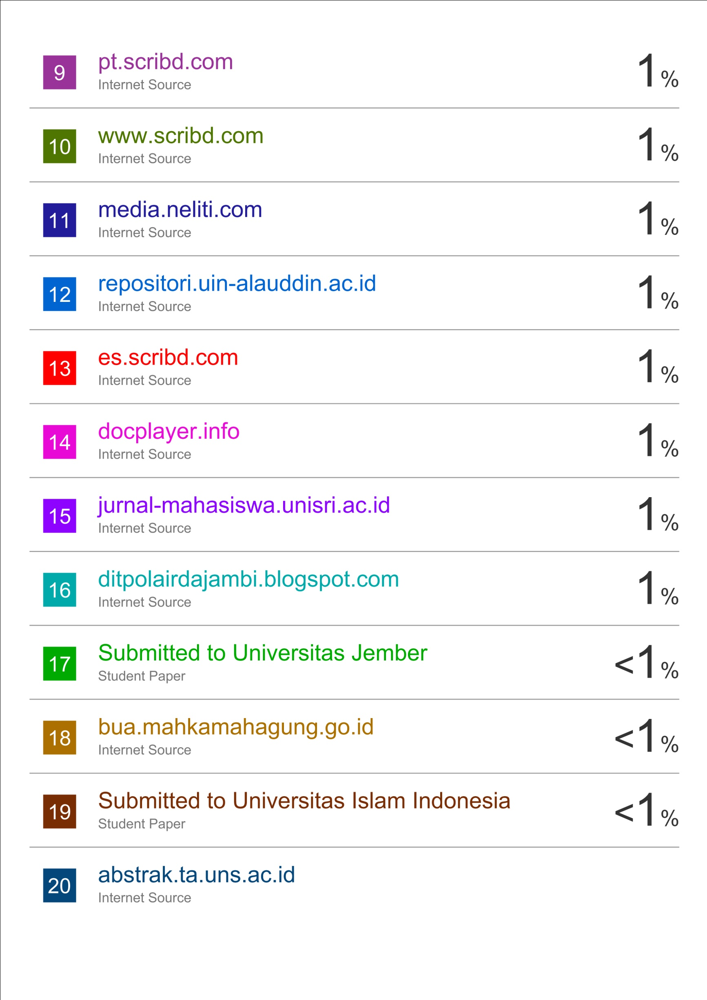 9
pt.scribd.com
Internet Source
1%
10
www.scribd.com
Internet Source
1%
11
media.neliti.com
Internet Source
1%
12
repositori.uin-alauddin.ac.id
Internet Source
1%
13
es.scribd.com
Internet Source
1%
14
docplayer.info
Internet Source
1%
15
jurnal-mahasiswa.unisri.ac.id
Internet Source
1%
16
ditpolairdajambi.blogspot.com
Internet Source
1%
17
Submitted to Universitas Jember
Student Paper
<1%
18
bua.mahkamahagung.go.id
Internet Source
<1%
19
Submitted to Universitas Islam Indonesia
Student Paper
<1%
20
abstrak.ta.uns.ac.id
Internet Source